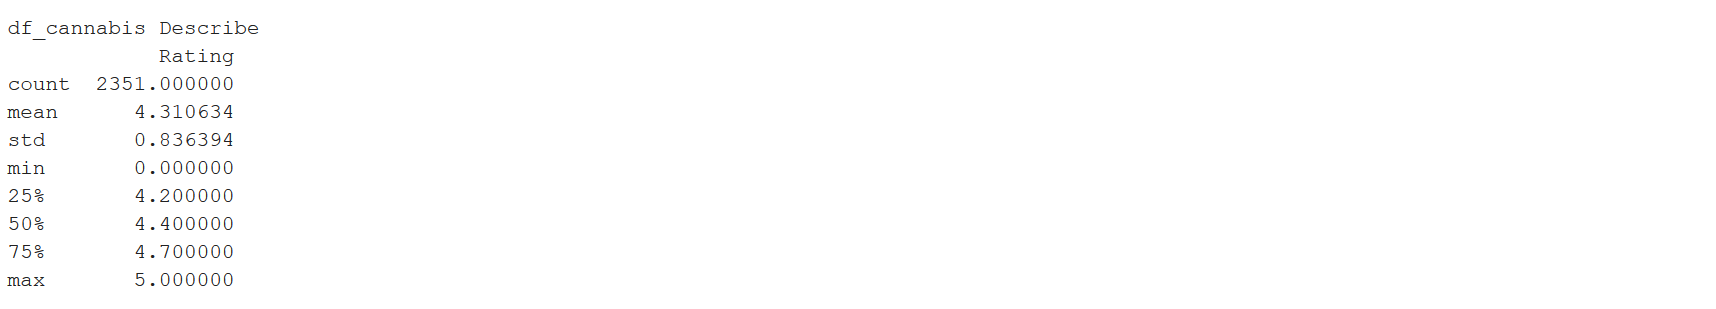 df_cannabis Describe
Rating
count 2351.000000
mean 4.310634
std 0.836394
min 0.000000
25% 4.200000
50% 4.400000
75% 4.700000
max 5.000000